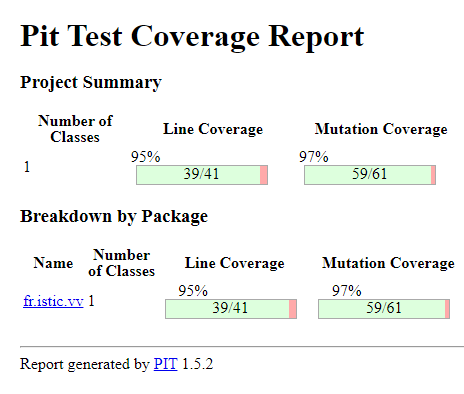 Pit Test Coverage Report
Project Summary
Number of
Classes
Line Coverage
Mutation Coverage
1
95%
39/41
97%
59/61
Breakdown by Package
Name
Number
of Classes
Line Coverage
Mutation Coverage
fr.istic.vv
1
95%
39/41
97%
59/61
Report generated by PIT 1.5.2